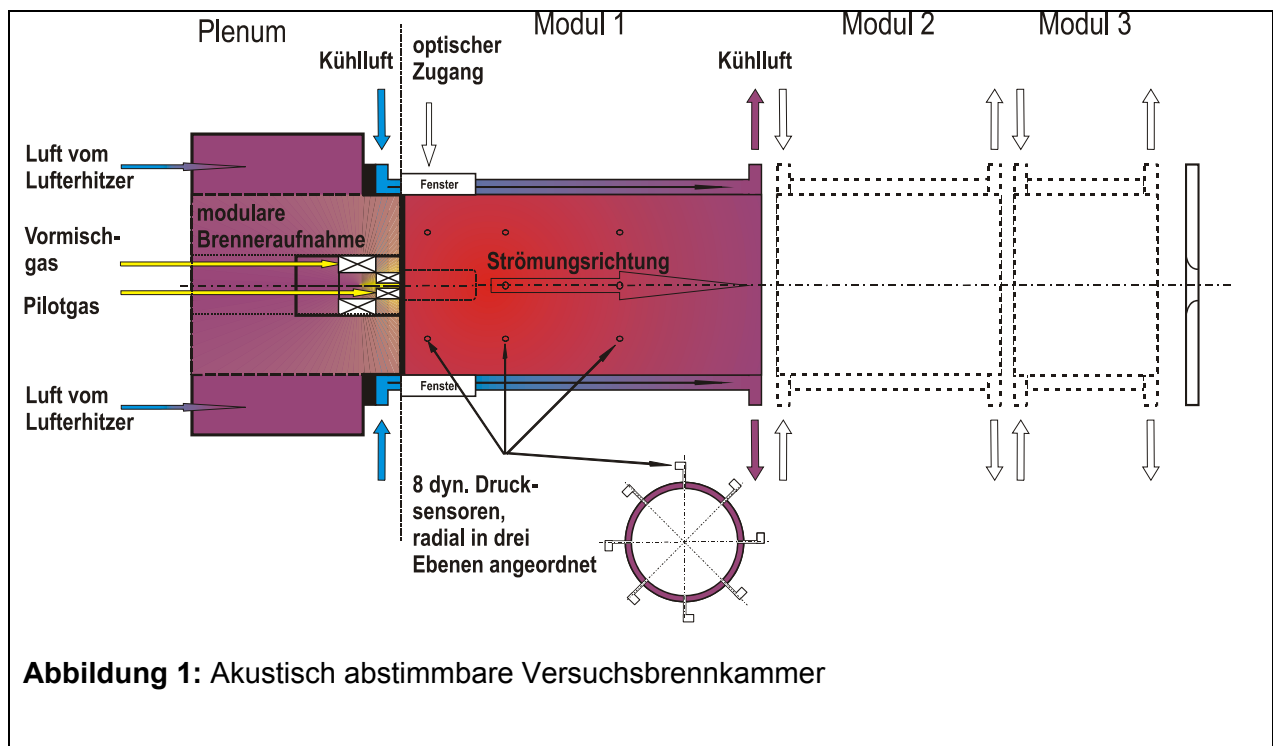 Plenum
Modul 1
Modul 2
Modul 3
Kühlluft
optischer
Zugang
Kühlluft
Luft vom
Lufterhitzer
Fenster
modulare
Brenneraufnahme
Vormisch-
gas
Strömungsrichtung
Pilotgas
Fenster
Luft vom
Lufterhitzer
8 dyn. Druck-
sensoren,
radial in drei
Ebenen angeordnet
Abbildung 1: Akustisch abstimmbare Versuchsbrennkammer